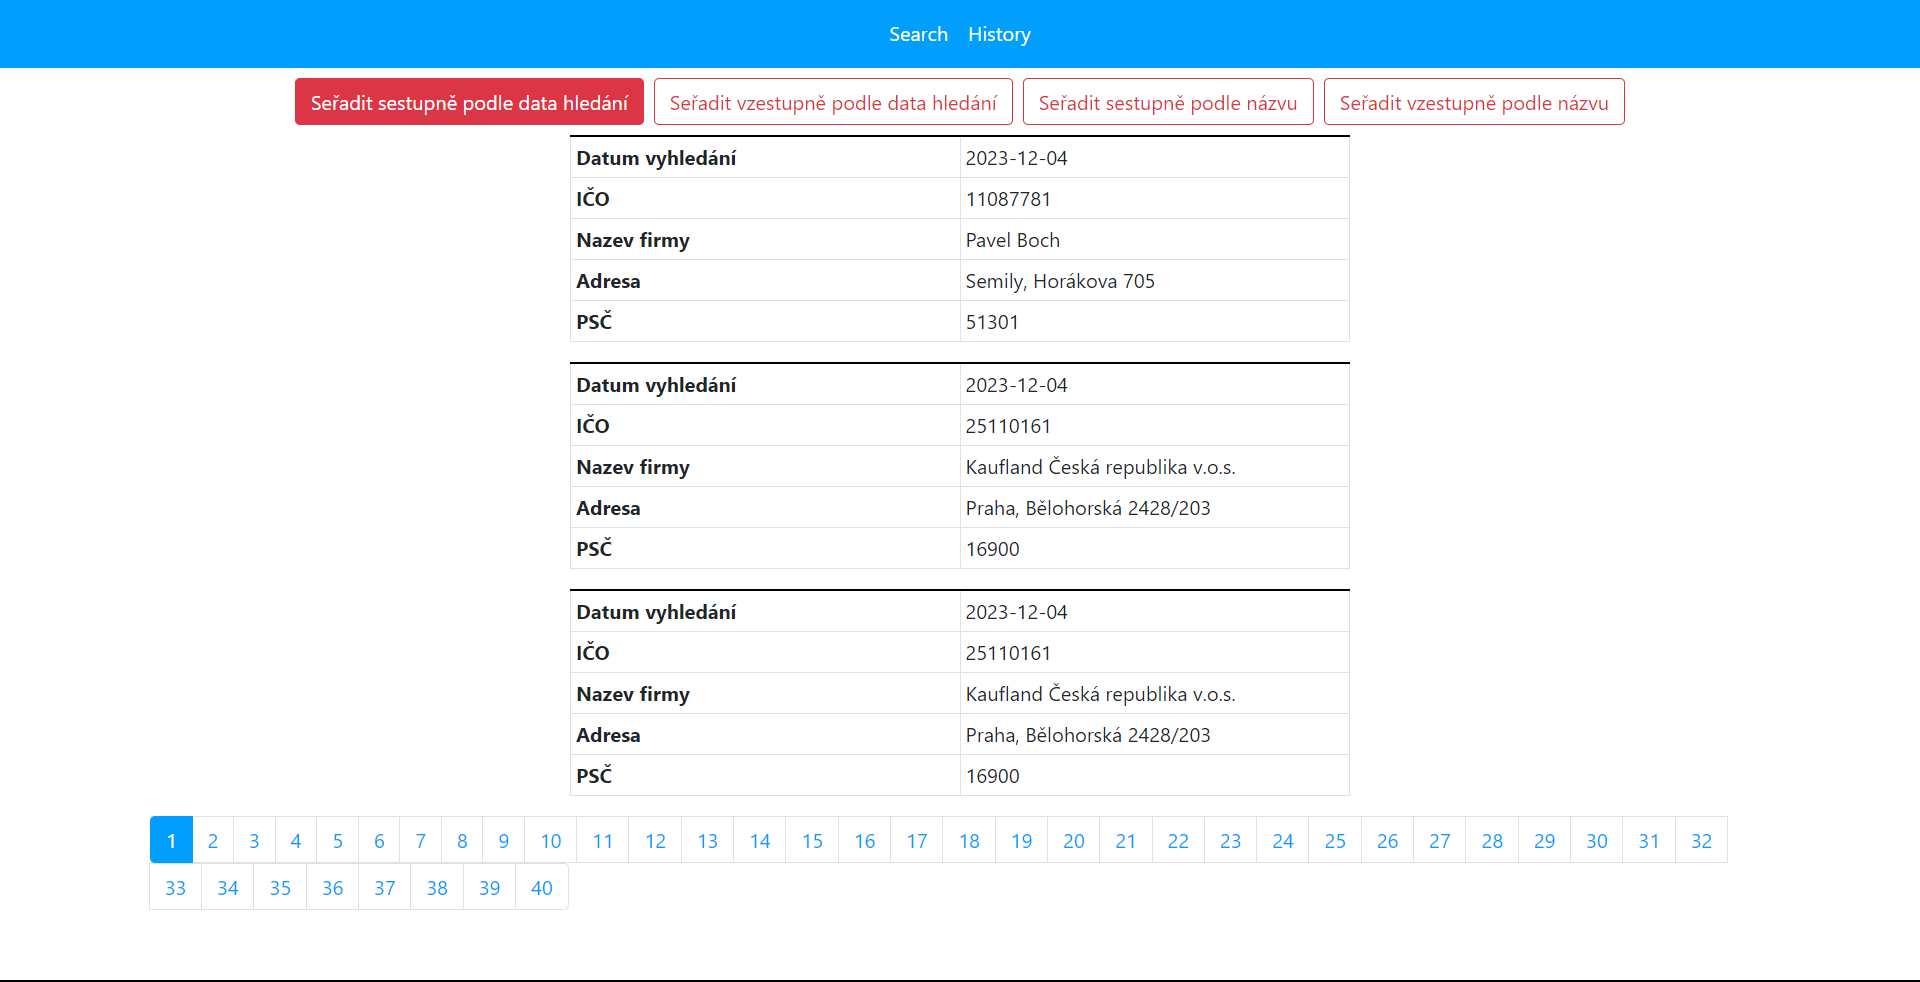 Search History
Seřadit sestupně podle data hledání Seřadit vzestupně podle data hledání Seřadit sestupně podle názvu Seřadit vzestupně podle názvu
Datum vyhledání 2023-12-04
IČO 11087781
Nazev firmy Pavel Boch
Adresa Semily, Horákova 705
PSČ 51301
Datum vyhledání 2023-12-04
IČO 25110161
Nazev firmy Kaufland Česká republika v.o.s.
Adresa Praha, Bělohorská 2428/203
PSČ 16900
Datum vyhledání 2023-12-04
IČO 25110161
Nazev firmy Kaufland Česká republika v.o.s.
Adresa Praha, Bělohorská 2428/203
PSČ 16900
1 2 3 4 5 6 7 8 9 10 11 12 13 14 15 16 17 18 19 20 21 22 23 24 25 26 27 28 29 30 31 32
33 34 35 36 37 38 39 40